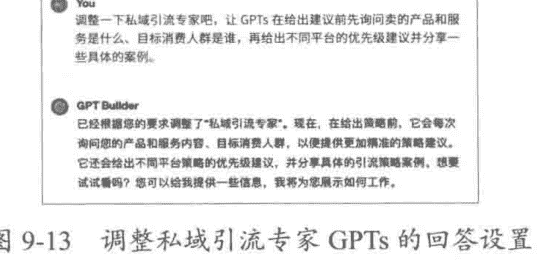 You
调整一下私域引流专家吧，让 GPTs 在给出建议前先询问卖的产品和服
务是什么、目标消费人群是谁，再给出不同平台的优先级建议并分享一
些具体的案例。
GPT Builder
已经根据您的要求调整了“私域引流专家”。现在，在给出策略前，它会每次
询问您的产品和服务内容、目标消费人群，以便提供更加精准的策略建议。
它还会给出不同平台策略的优先级建议，并分享具体的引流策略案例，想要
试试看吗？您可以给我提供一些信息，我将为您展示如何工作。
图 9-13 调整私域引流专家 GPTs 的回答设置